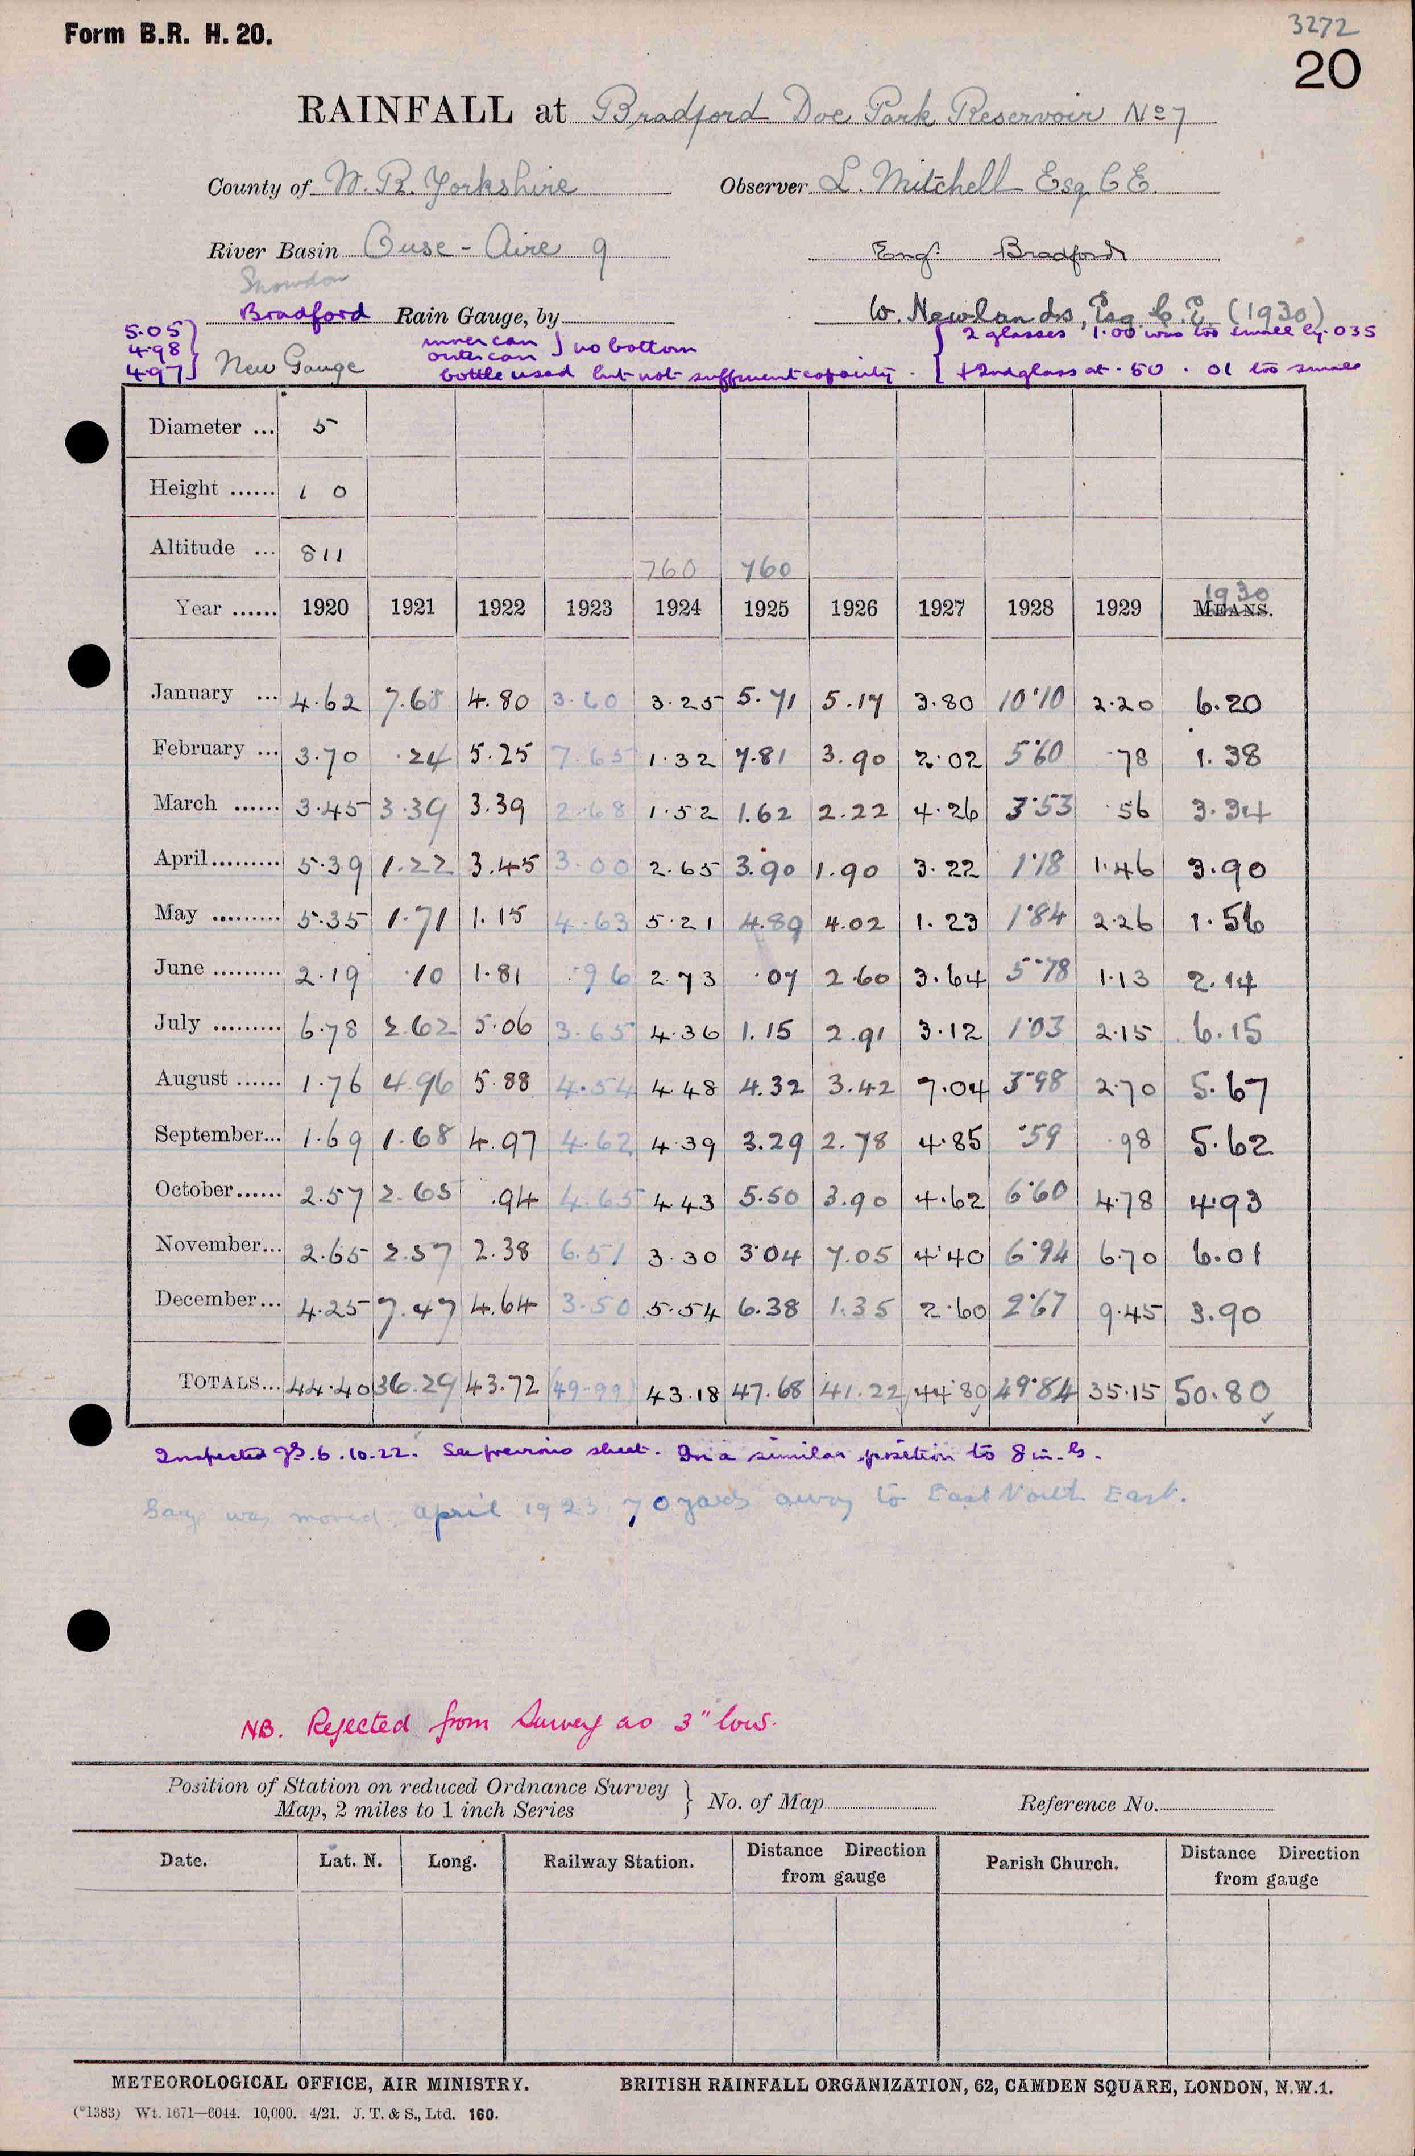 Form B.R. H. 20.
3272
20
RAINFALL at Bradford Doe Park Reservoir No 7
County of W. R. Yorkshire Observer L. Mitchell Esq C E.
River Basin Ouse - Aire 9 Engr Bradford
Snowdon
Bradford Rain Gauge, by W. Newlands, Esq. C. E (1930)
5.05 } inner can } no bottom { 2 glasses 1.00 was too small by .035
4.98 outer can
4.97 New Gauge bottle used but not sufficient capacity. + 2nd glass at .50 . 01 too small
Diameter ... 5
Height ...... 1 0
Altitude ... 811 760 760
1930
Year ...... 1920 1921 1922 1923 1924 1925 1926 1927 1928 1929 MEANS.
January ... 4.62 7.68 4.80 3.60 3.25 5.71 5.17 3.80 10.10 2.20 6.20
February ... 3.70 .24 5.25 7.65 1.32 7.81 3.90 2.02 5.60 .78 1.38
March ...... 3.45 3.39 3.39 2.68 1.52 1.62 2.22 4.26 3.53 .56 3.34
April......... 5.39 1.22 3.45 3.00 2.65 3.90 1.90 3.22 1.18 1.46 3.90
May ......... 5.35 1.71 1.15 4.63 5.21 4.89 4.02 1.23 1.84 2.26 1.56
June ......... 2.19 .10 1.81 .96 2.73 .07 2.60 3.64 5.78 1.13 2.14
July ......... 6.78 2.62 5.06 3.65 4.36 1.15 2.91 3.12 1.03 2.15 6.15
August ...... 1.76 4.96 5.88 4.54 4.48 4.32 3.42 7.04 3.98 2.70 5.67
September... 1.69 1.68 4.97 4.62 4.39 3.29 2.78 4.85 .59 .98 5.62
October...... 2.57 2.65 .94 4.65 4.43 5.50 3.90 4.62 6.60 4.78 4.93
November... 2.65 2.57 2.38 6.51 3.30 3.04 7.05 4.40 6.94 6.70 6.01
December... 4.25 7.47 4.64 3.50 5.54 6.38 1.35 2.60 2.67 9.45 3.90
TOTALS... 44.40 36.29 43.72 (49.99) 43.18 47.68 41.22 44.80 49.84 35.15 50.80
Inspected 6.10.22. See previous sheet. In a similar position to 8 in. G.
Gauge was moved April 1923 70 yards away to East North East.
NB. Rejected from Survey as 3" low.
Position of Station on reduced Ordnance Survey } No. of Map Reference No.
Map, 2 miles to 1 inch Series
Date. Lat. N. Long. Railway Station. Distance Direction from gauge Parish Church. Distance Direction from gauge
METEOROLOGICAL OFFICE, AIR MINISTRY. BRITISH RAINFALL ORGANIZATION, 62, CAMDEN SQUARE, LONDON, N.W.1.
(*1383) Wt. 1671—6044. 10,000. 4/21. J. T. & S., Ltd. 160.